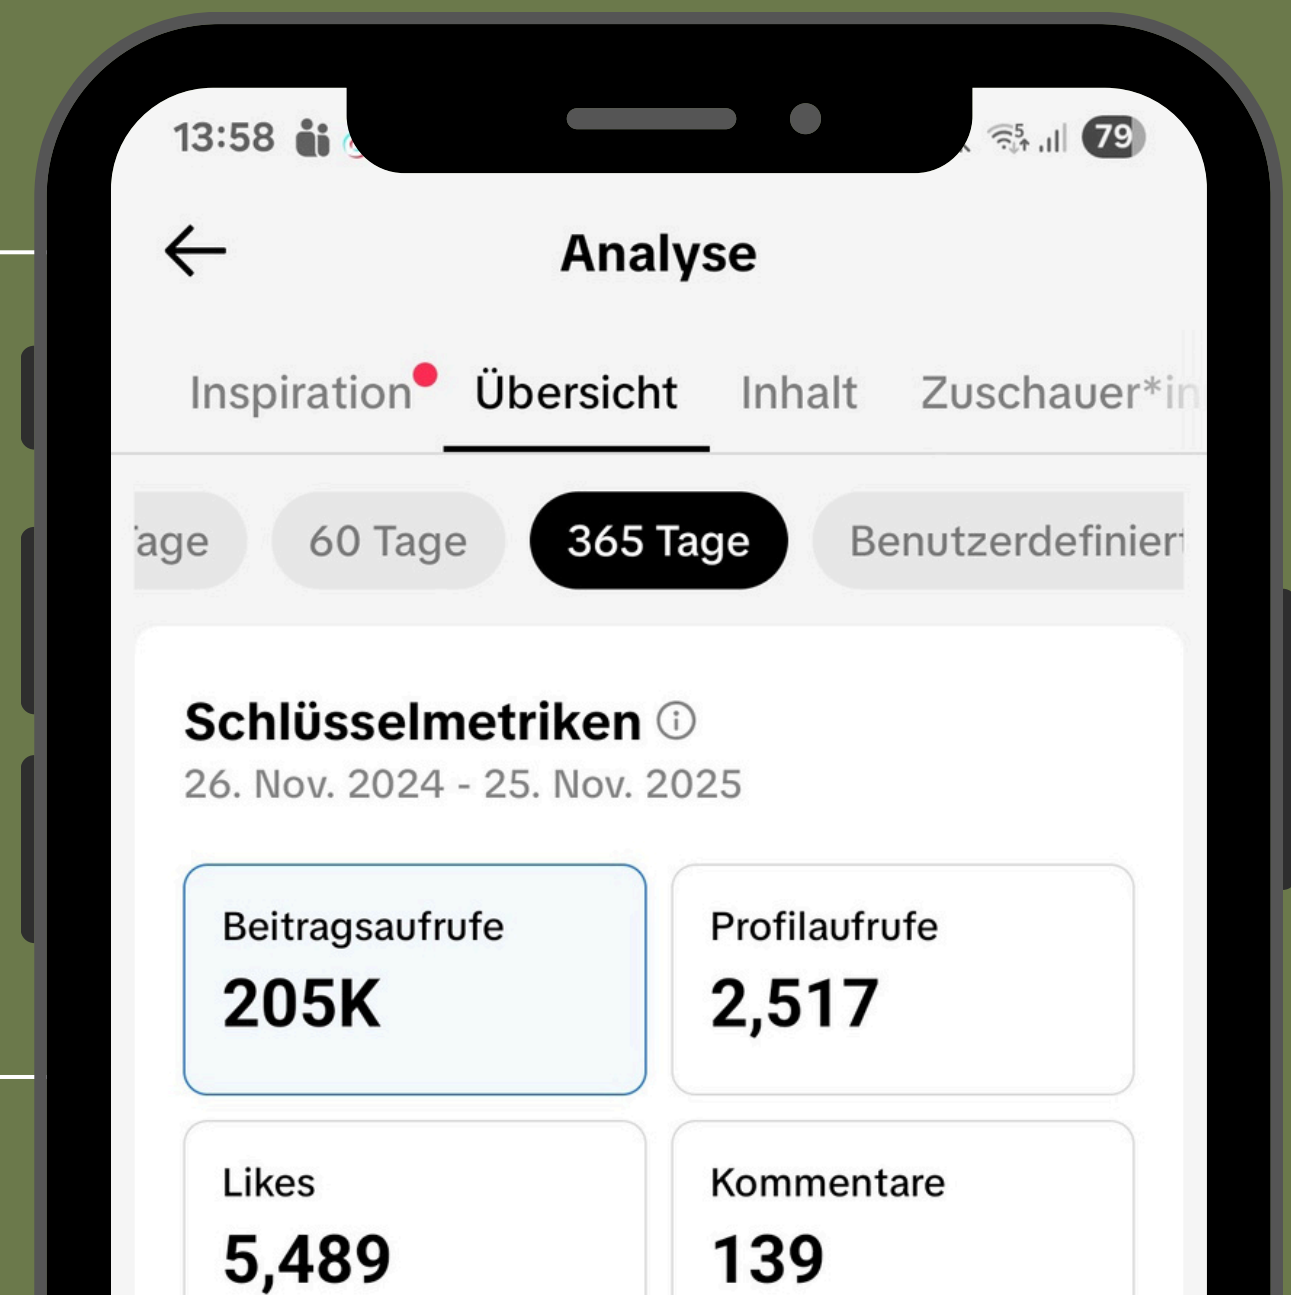 13:58
5
79
Analyse
Inspiration Übersicht Inhalt
60 Tage 365 Tage
Schlüsselmetriken
26. Nov. 2024 - 25. Nov. 2025
Beitragsaufrufe Profilaufrufe
205K 2,517
Likes Kommentare
5,489 139